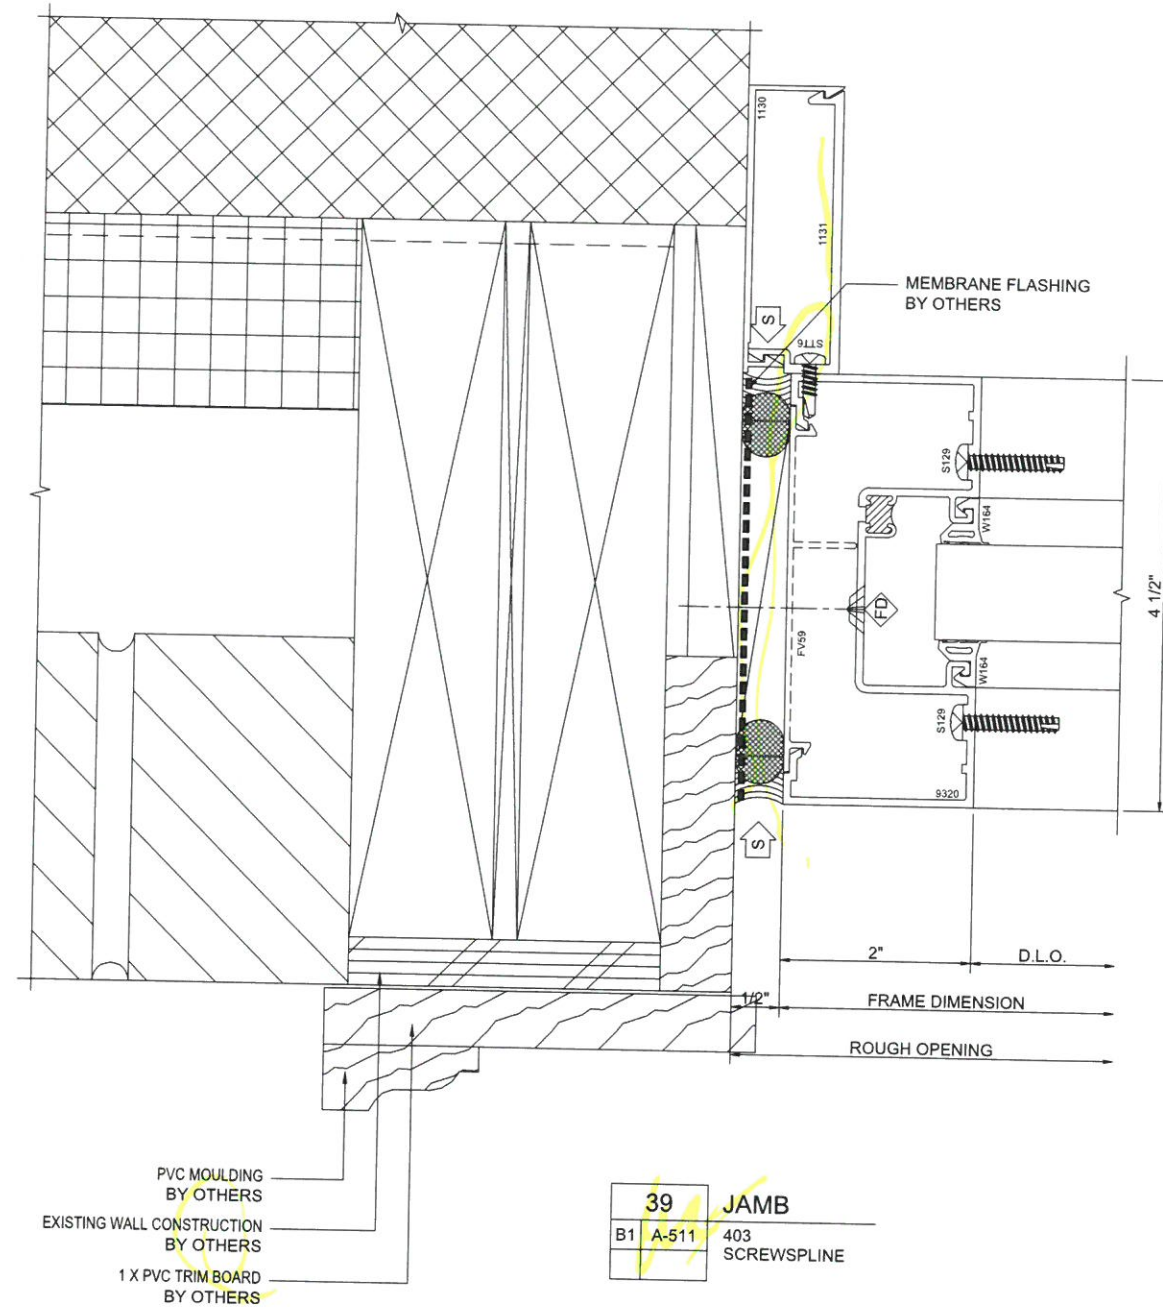 1130
1131
MEMBRANE FLASHING
BY OTHERS
S
STT6
S129
W164
4 1/2"
FD
FV59
W164
S129
9320
S
2"
D.L.O.
1/2"
FRAME DIMENSION
ROUGH OPENING
PVC MOULDING
BY OTHERS
EXISTING WALL CONSTRUCTION
BY OTHERS
1 X PVC TRIM BOARD
BY OTHERS
39 JAMB
B1 A-511 403
SCREWSPLINE